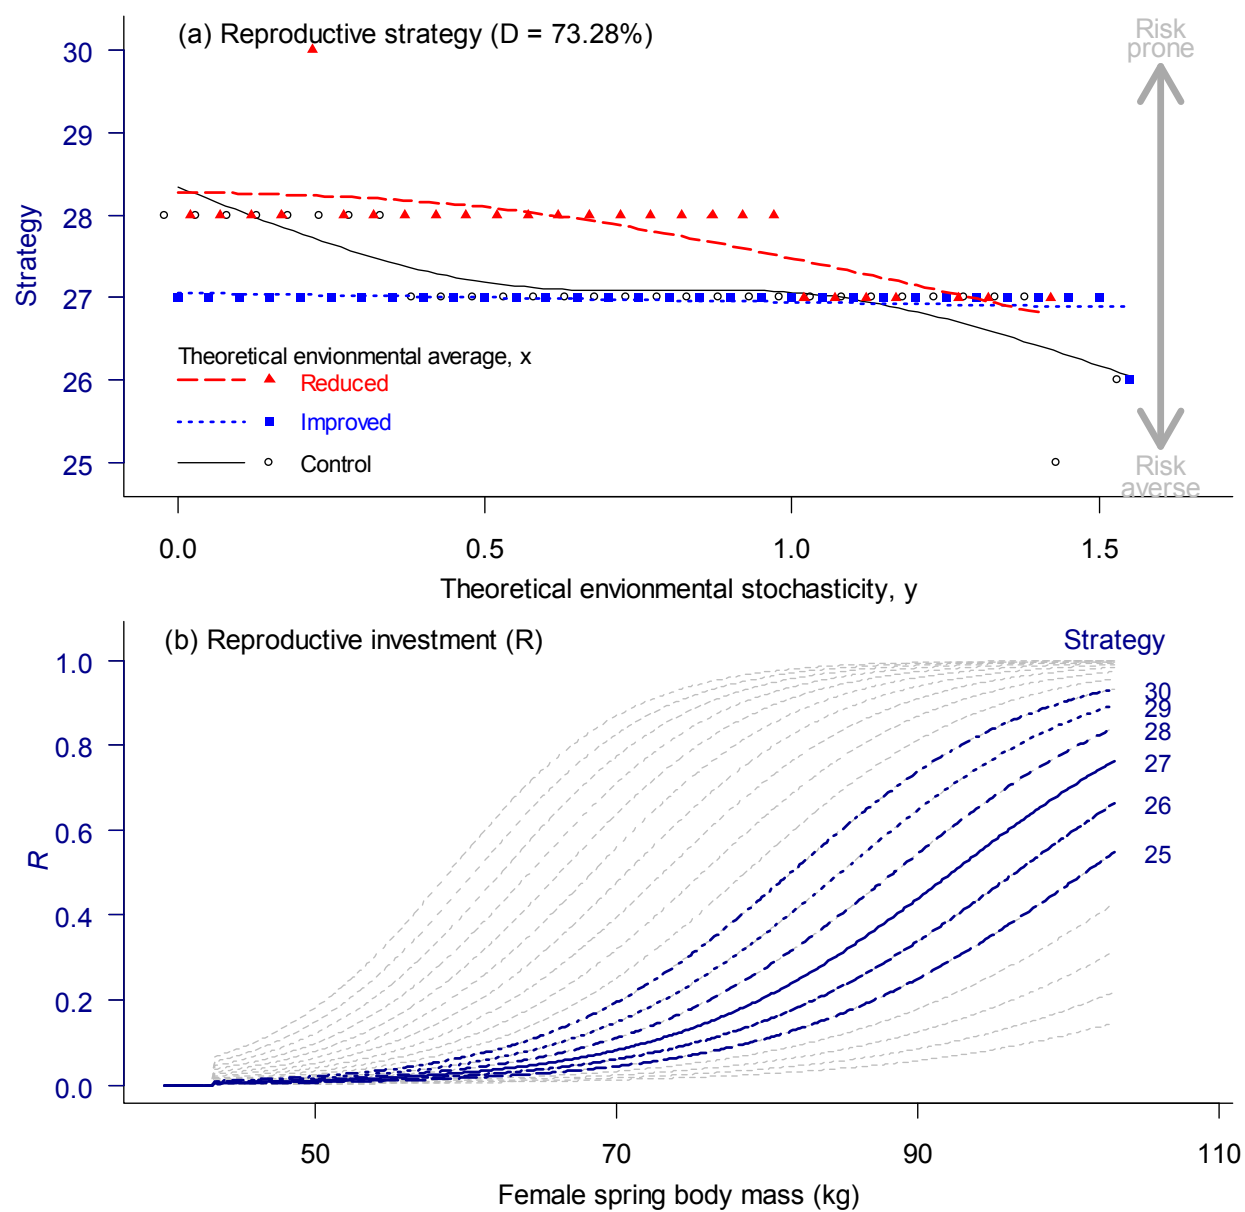 (a) Reproductive strategy (D = 73.28%)
Risk
prone
30
29
28
27
26
25
Strategy
Theoretical envionmental average, x
Reduced
Improved
Control
Risk
averse
0.0 0.5 1.0 1.5
Theoretical envionmental stochasticity, y
(b) Reproductive investment (R)
Strategy
1.0
0.8
0.6
0.4
0.2
0.0
R
30
29
28
27
26
25
50 70 90 110
Female spring body mass (kg)